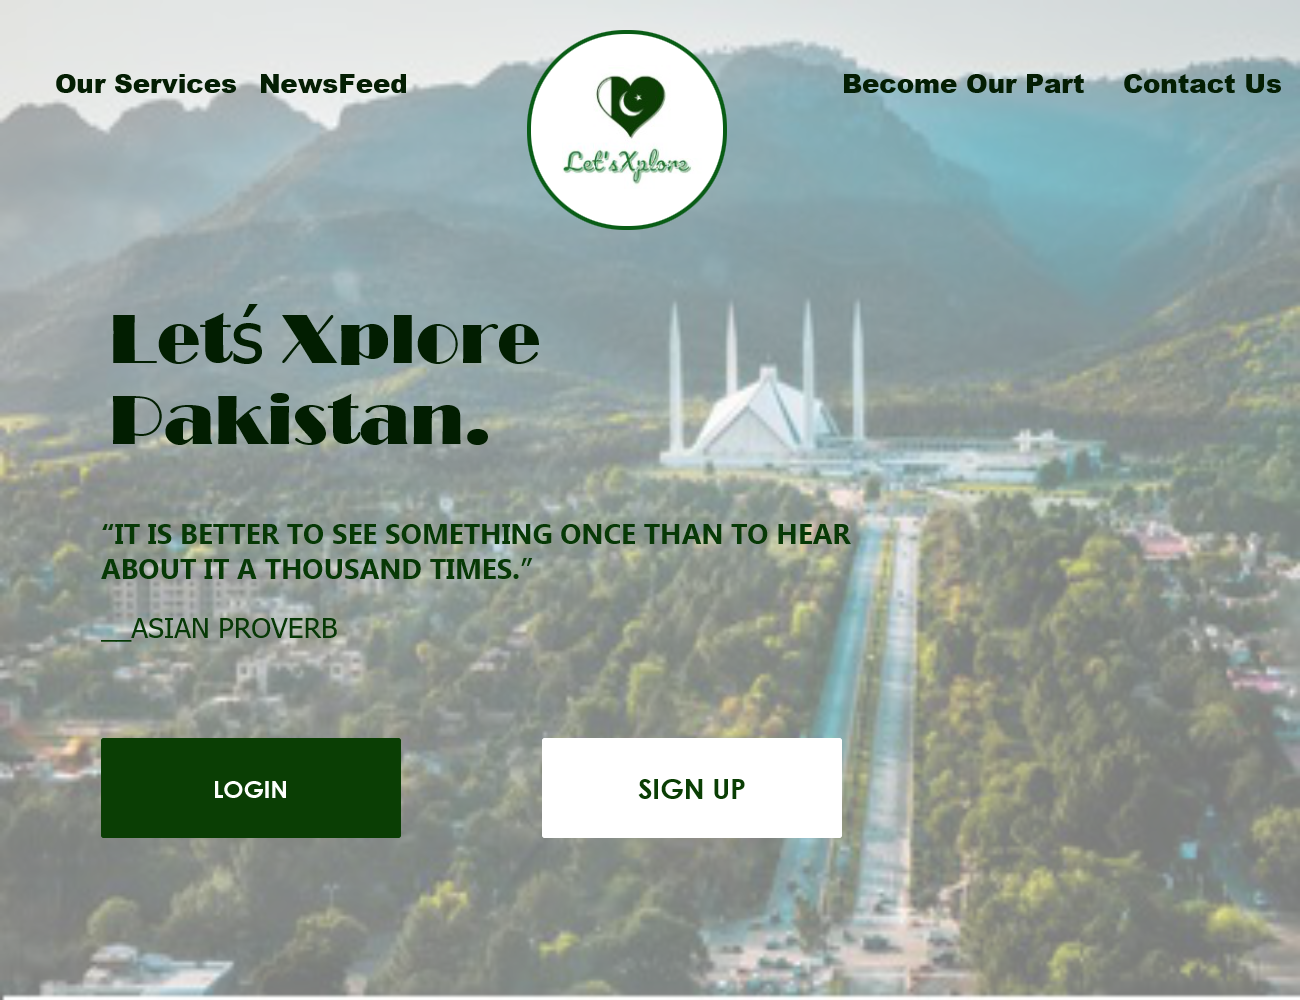 Our Services NewsFeed Become Our Part Contact Us
Let'sXplore
Letś Xplore
Pakistan.
“IT IS BETTER TO SEE SOMETHING ONCE THAN TO HEAR
ABOUT IT A THOUSAND TIMES.”
__ASIAN PROVERB
LOGIN SIGN UP